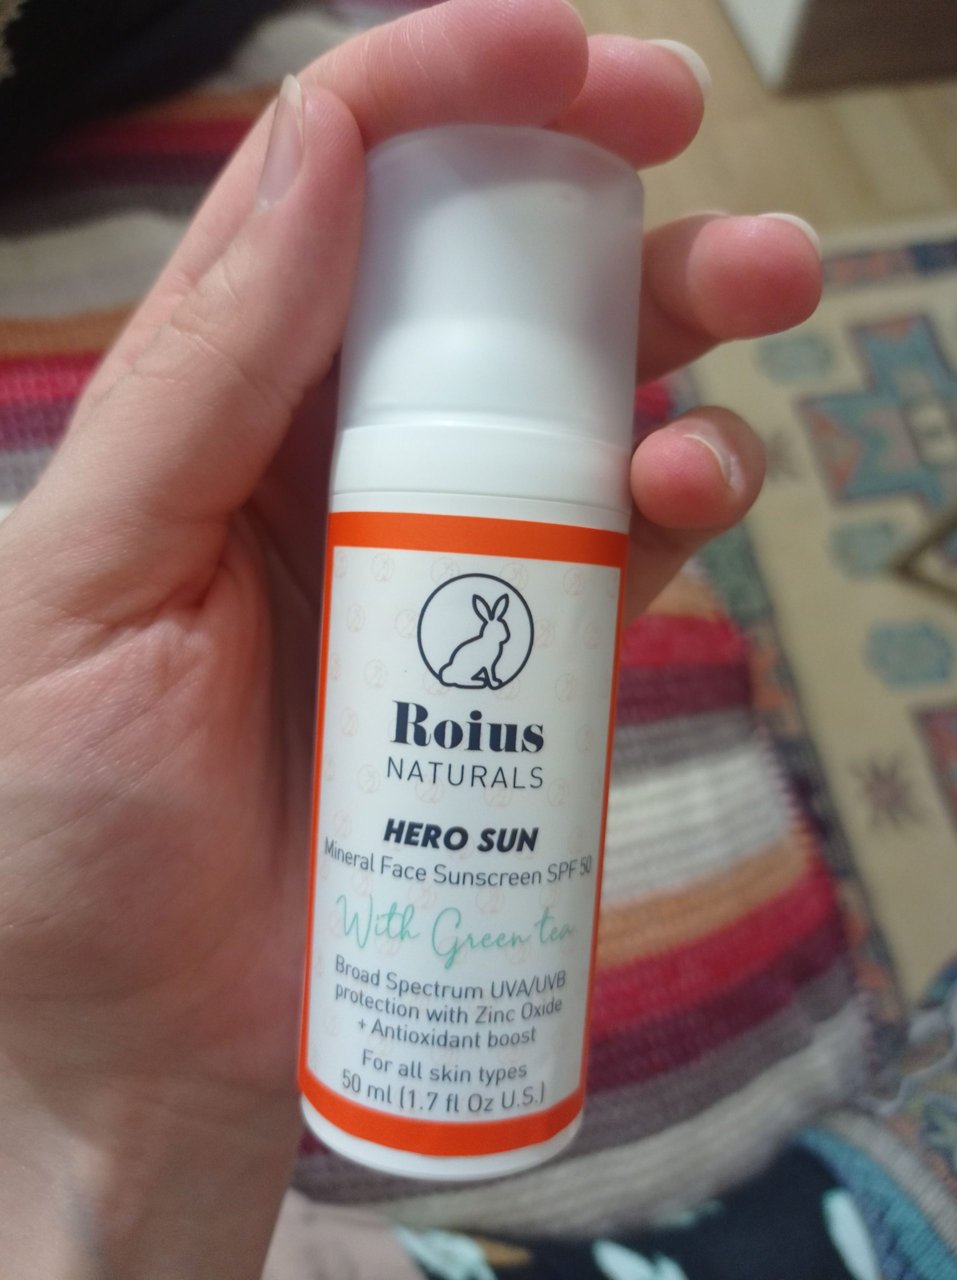 Roius
NATURALS
HERO SUN
Mineral Face Sunscreen SPF 50
With Green tea
Broad Spectrum UVA/UVB
protection with Zinc Oxide
+ Antioxidant boost
For all skin types
50 ml (1.7 fl Oz U.S.)